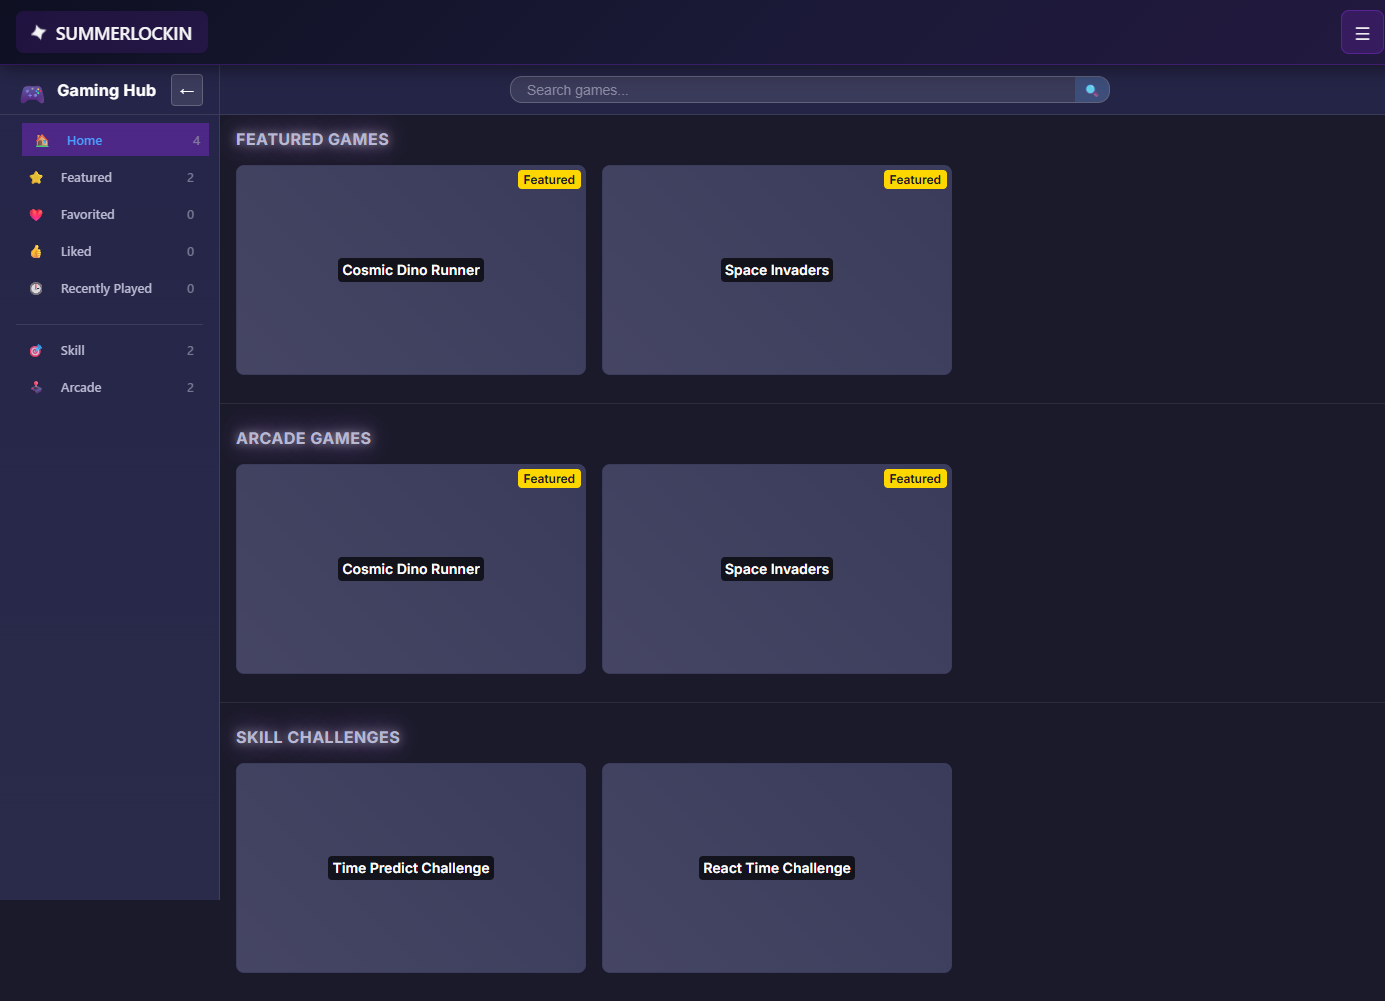 SUMMERLOCKIN
☰
Gaming Hub
←
Search games...
Home 4
Featured 2
Favorited 0
Liked 0
Recently Played 0
Skill 2
Arcade 2
FEATURED GAMES
Featured
Cosmic Dino Runner
Featured
Space Invaders
ARCADE GAMES
Featured
Cosmic Dino Runner
Featured
Space Invaders
SKILL CHALLENGES
Time Predict Challenge
React Time Challenge